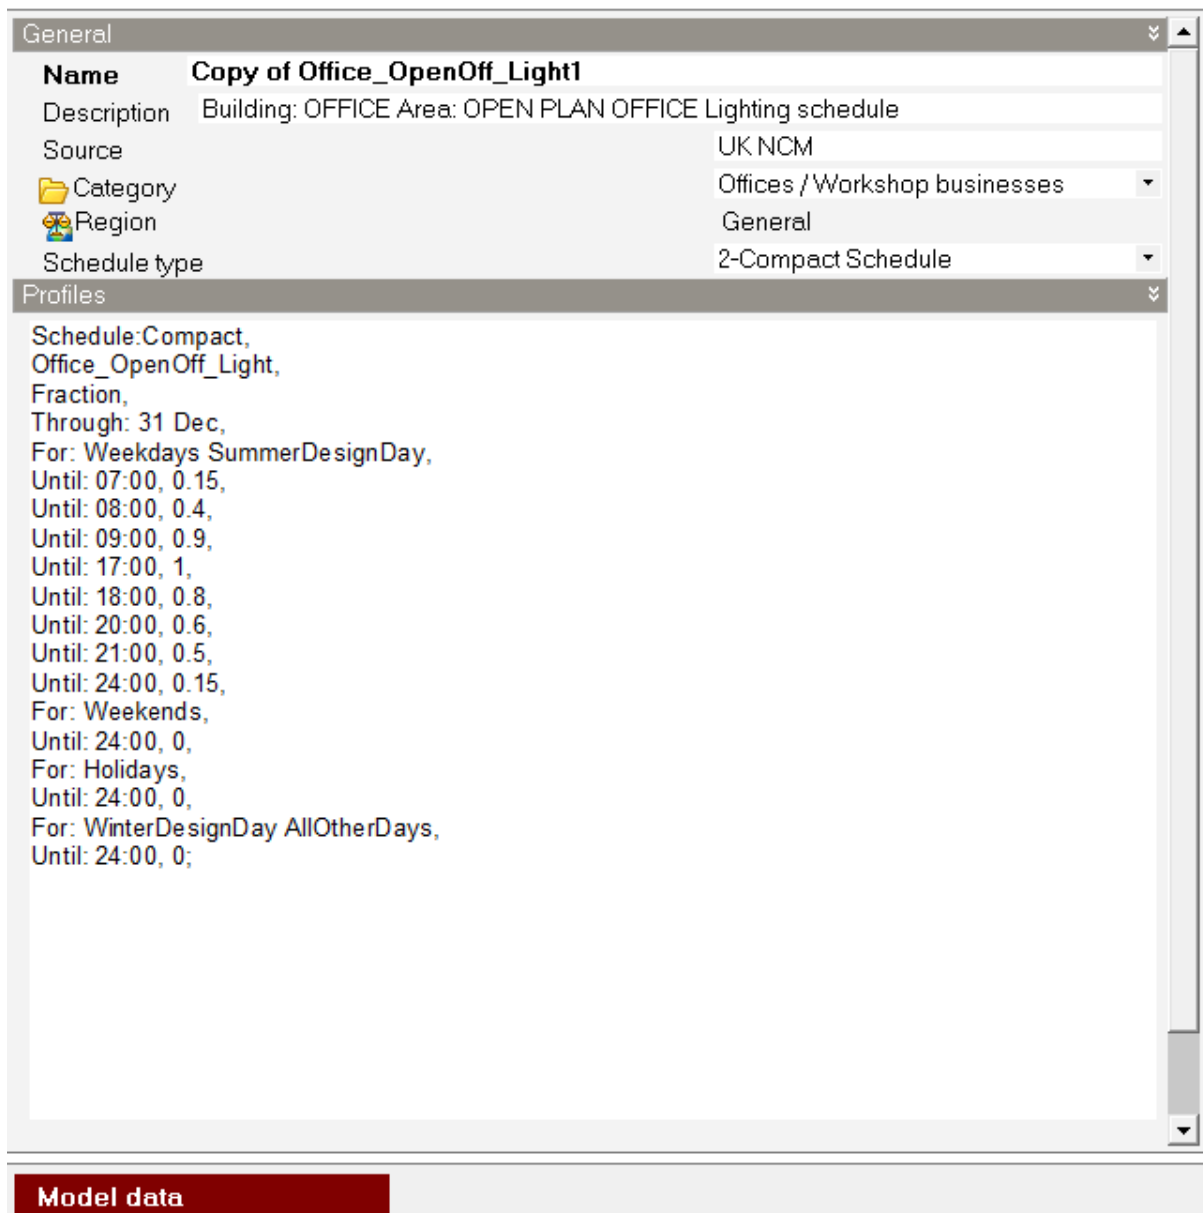 General
Name Copy of Office_OpenOff_Light1
Description Building: OFFICE Area: OPEN PLAN OFFICE Lighting schedule
Source UK NCM
Category Offices / Workshop businesses
Region General
Schedule type 2-Compact Schedule
Profiles
Schedule:Compact,
Office_OpenOff_Light,
Fraction,
Through: 31 Dec,
For: Weekdays SummerDesignDay,
Until: 07:00, 0.15,
Until: 08:00, 0.4,
Until: 09:00, 0.9,
Until: 17:00, 1,
Until: 18:00, 0.8,
Until: 20:00, 0.6,
Until: 21:00, 0.5,
Until: 24:00, 0.15,
For: Weekends,
Until: 24:00, 0,
For: Holidays,
Until: 24:00, 0,
For: WinterDesignDay AllOtherDays,
Until: 24:00, 0;
Model data